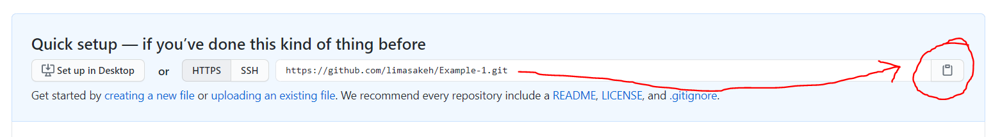 Quick setup — if you’ve done this kind of thing before
Set up in Desktop or HTTPS SSH https://github.com/limasakeh/Example-1.git
Get started by creating a new file or uploading an existing file. We recommend every repository include a README, LICENSE, and .gitignore.